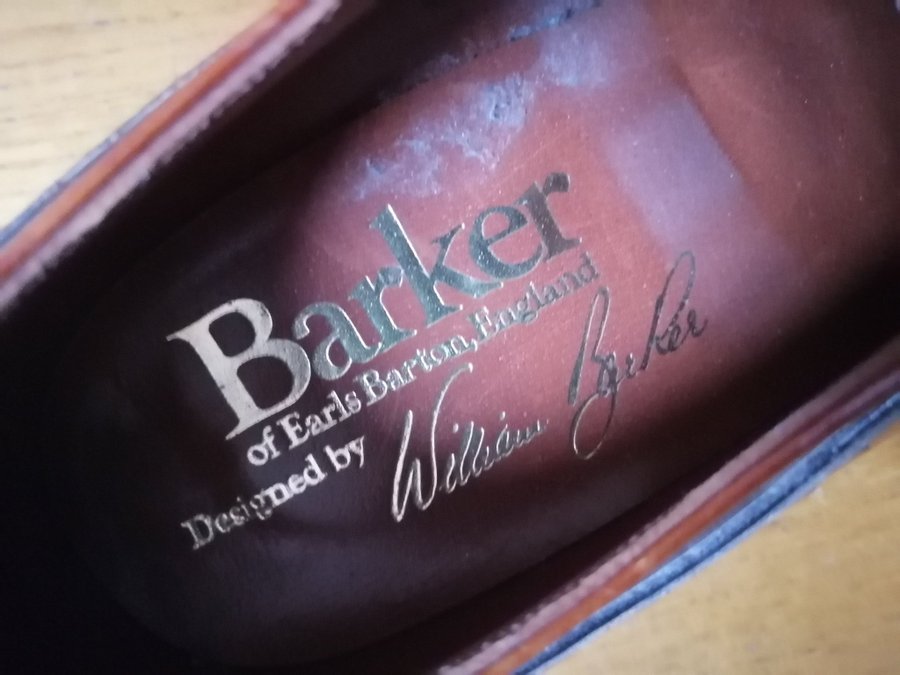 Barker
of Earls Barton, England
Designed by William Barker